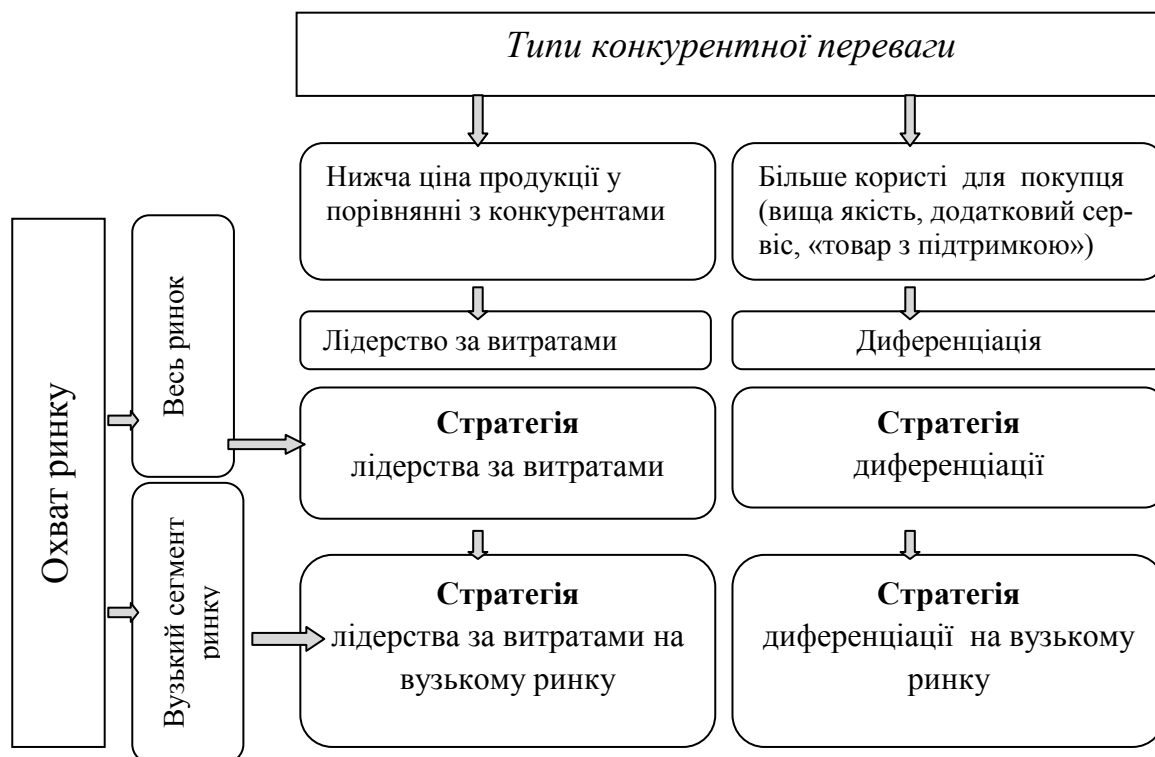 Типи конкурентної переваги
Нижча ціна продукції у
порівнянні з конкурентами
Більше користі для покупця
(вища якість, додатковий сер-
віс, «товар з підтримкою»)
Лідерство за витратами
Диференціація
Охват ринку
Весь ринок
Стратегія
лідерства за витратами
Стратегія
диференціації
Вузький сегмент
ринку
Стратегія
лідерства за витратами на
вузькому ринку
Стратегія
диференціації на вузькому
ринку